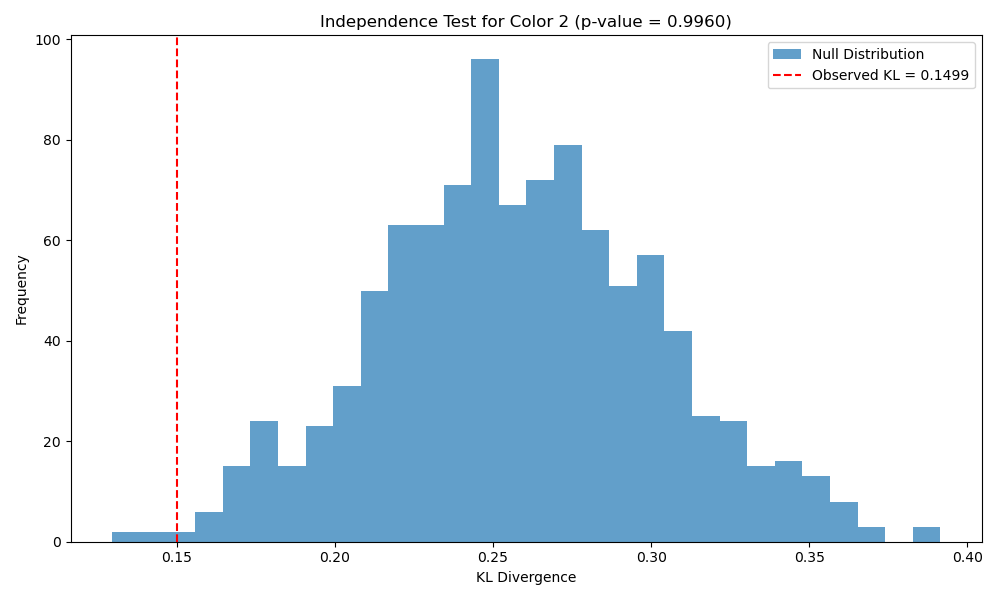 Independence Test for Color 2 (p-value = 0.9960)
Null Distribution
Observed KL = 0.1499
Frequency
100
80
60
40
20
0
0.15 0.20 0.25 0.30 0.35 0.40
KL Divergence